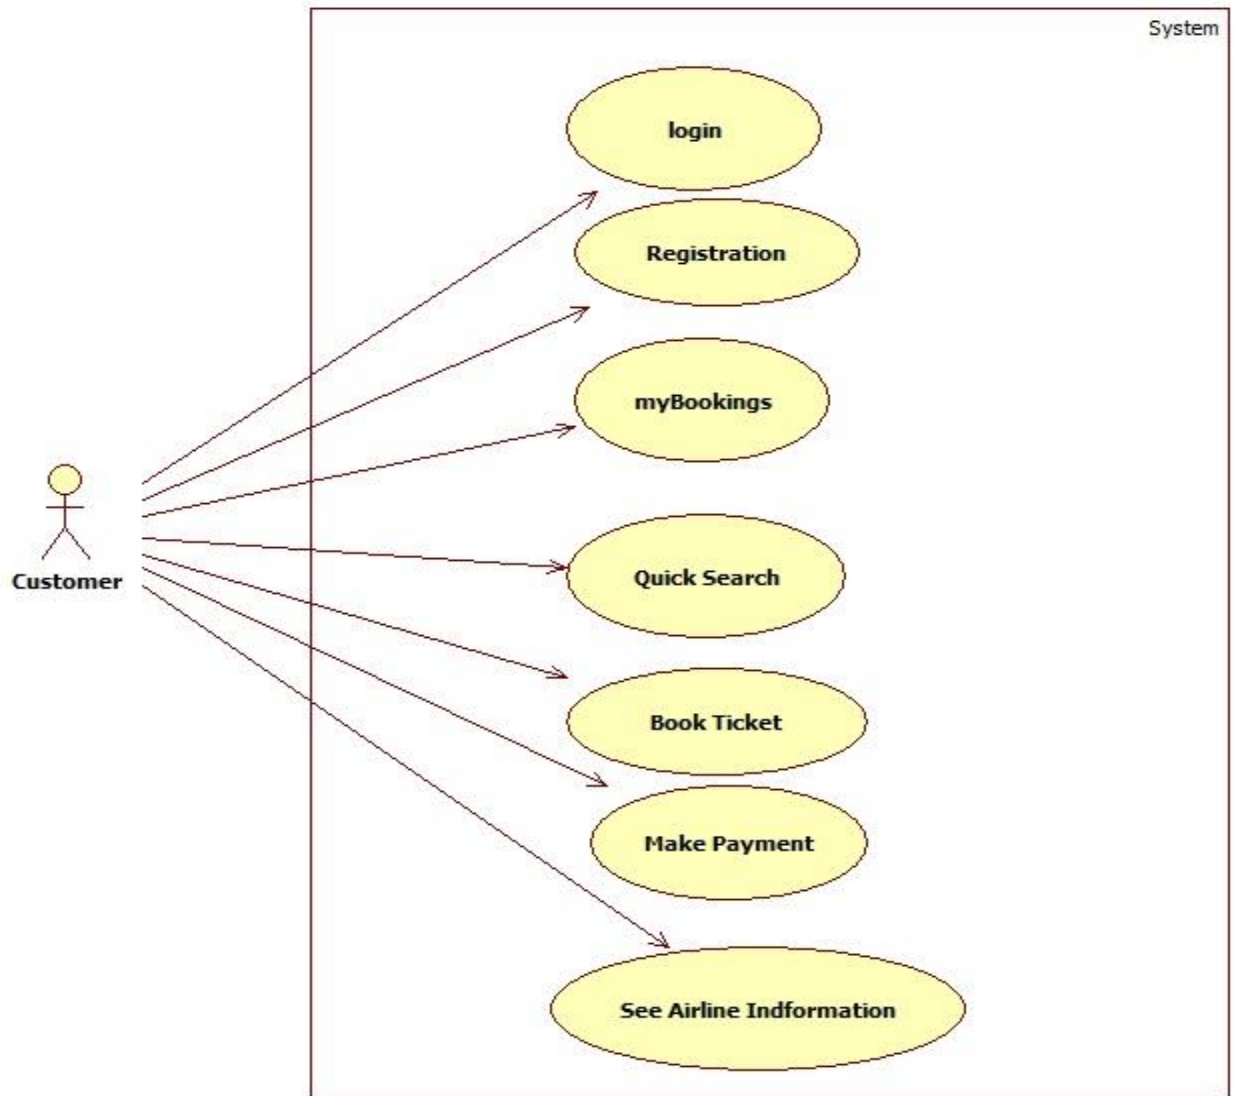 System
login
Registration
myBookings
Customer
Quick Search
Book Ticket
Make Payment
See Airline Indformation